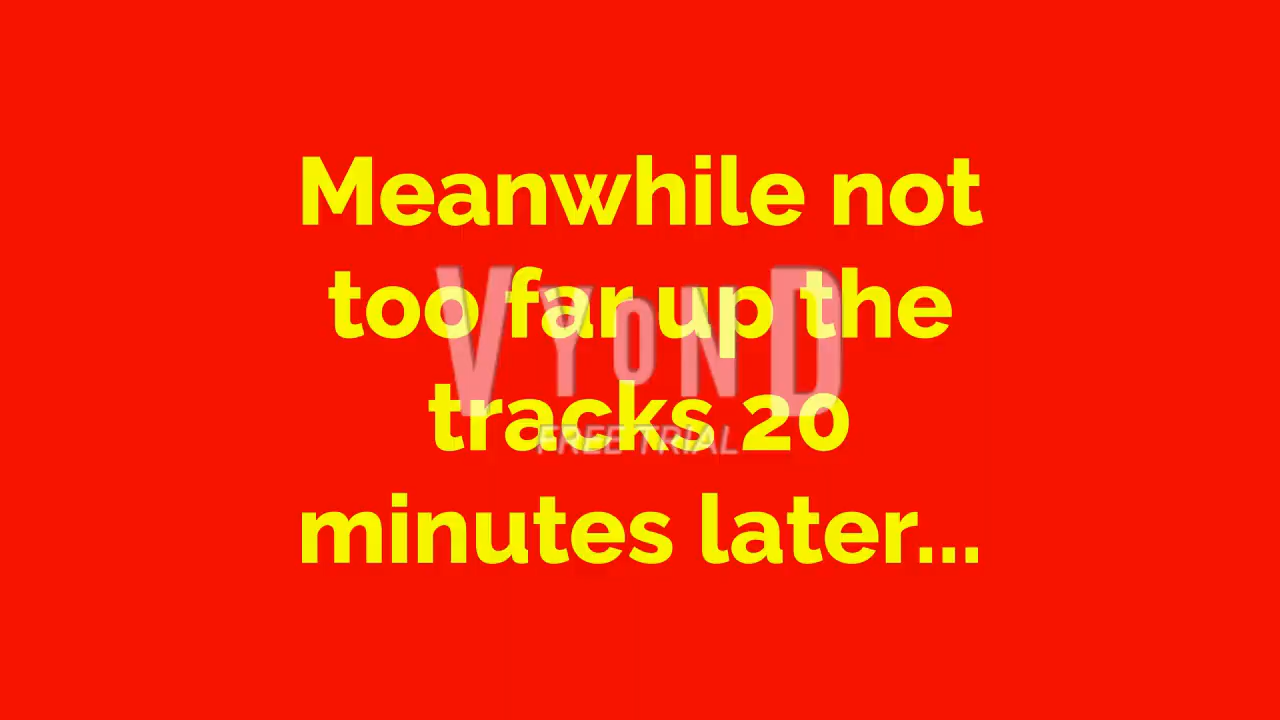 Meanwhile not
too far up the
tracks 20
minutes later...
VYOND
FREE TRIAL